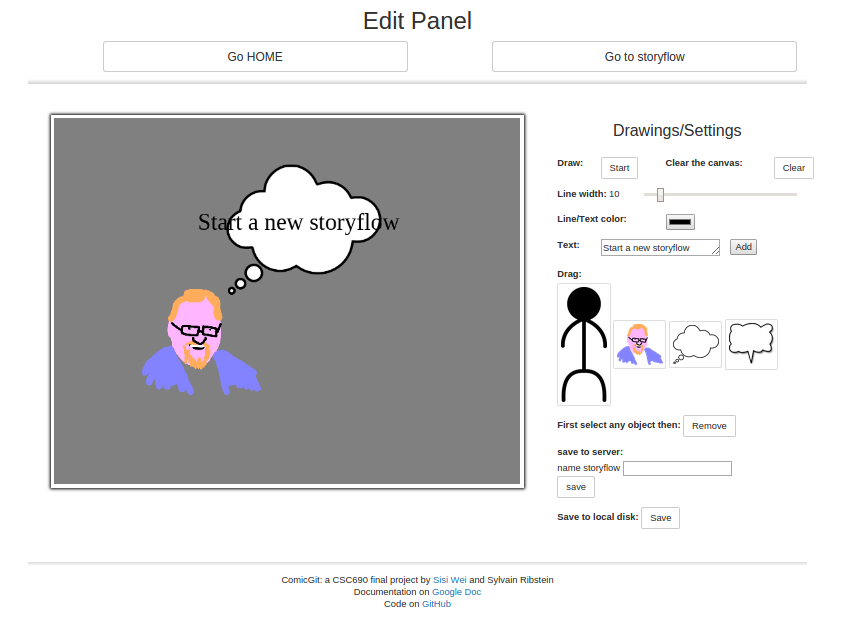 Edit Panel
Go HOME
Go to storyflow
Start a new storyflow
Drawings/Settings
Draw: Start Clear the canvas: Clear
Line width: 10
Line/Text color:
Text: Start a new storyflow Add
Drag:
First select any object then: Remove
save to server:
name storyflow
save
Save to local disk: Save
ComicGit: a CSC690 final project by Sisi Wei and Sylvain Ribstein
Documentation on Google Doc
Code on GitHub